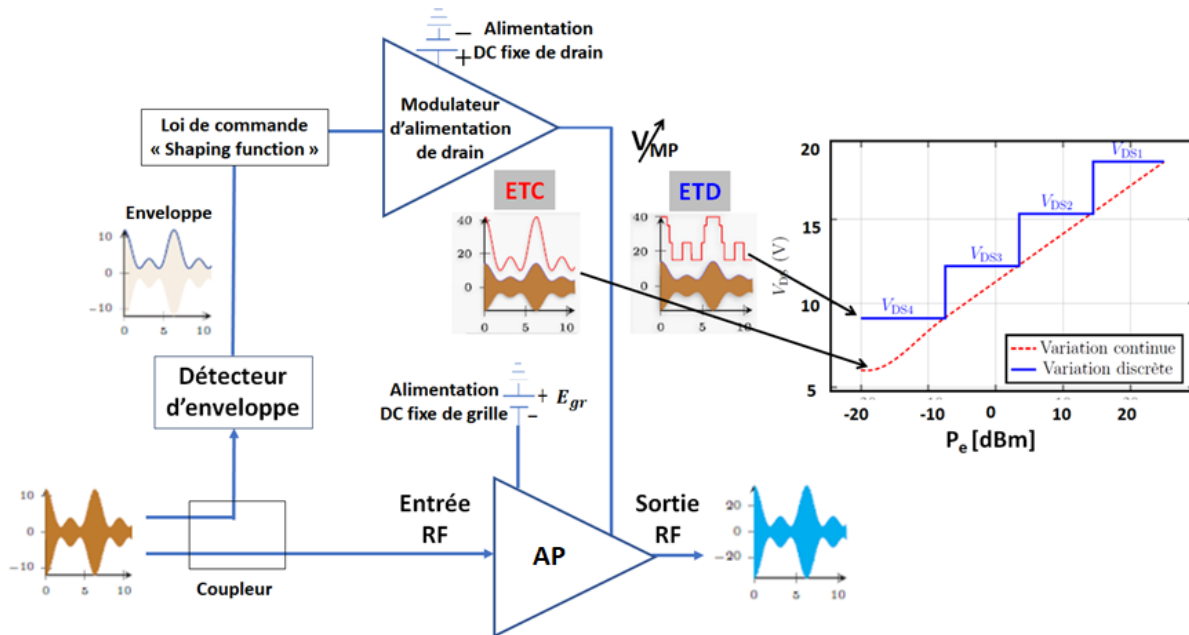 − Alimentation
+ DC fixe de drain
Modulateur
d’alimentation
de drain
Loi de commande
« Shaping function »
V/MP
ETC
ETD
Enveloppe
10
0
−10
0 5 10
40
20
0
0 5 10
40
20
0
0 5 10
20
15
10
5
V_DS (V)
V_DS1
V_DS2
V_DS3
V_DS4
Variation continue
Variation discrète
-20 -10 0 10 20
P_e [dBm]
Détecteur
d’enveloppe
Alimentation
DC fixe de grille
+ E_gr
−
10
0
−10
0 5 10
Coupleur
Entrée
RF
AP
Sortie
RF
20
0
−20
0 5 10